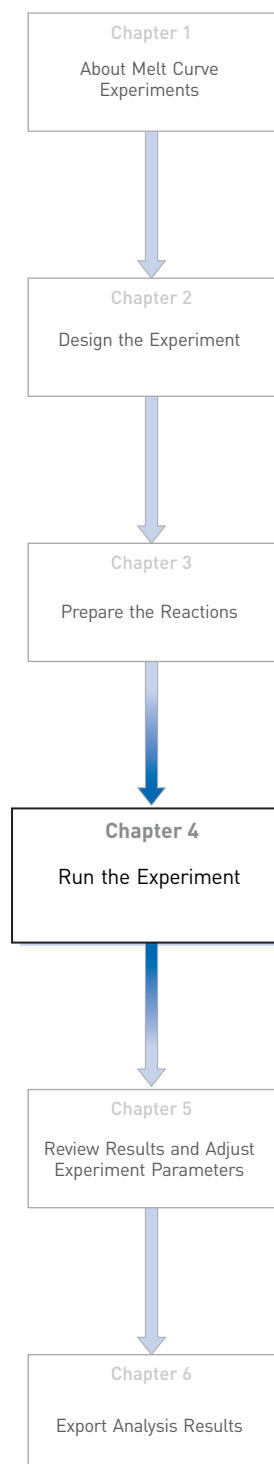 Chapter 1
About Melt Curve
Experiments
Chapter 2
Design the Experiment
Chapter 3
Prepare the Reactions
Chapter 4
Run the Experiment
Chapter 5
Review Results and Adjust
Experiment Parameters
Chapter 6
Export Analysis Results